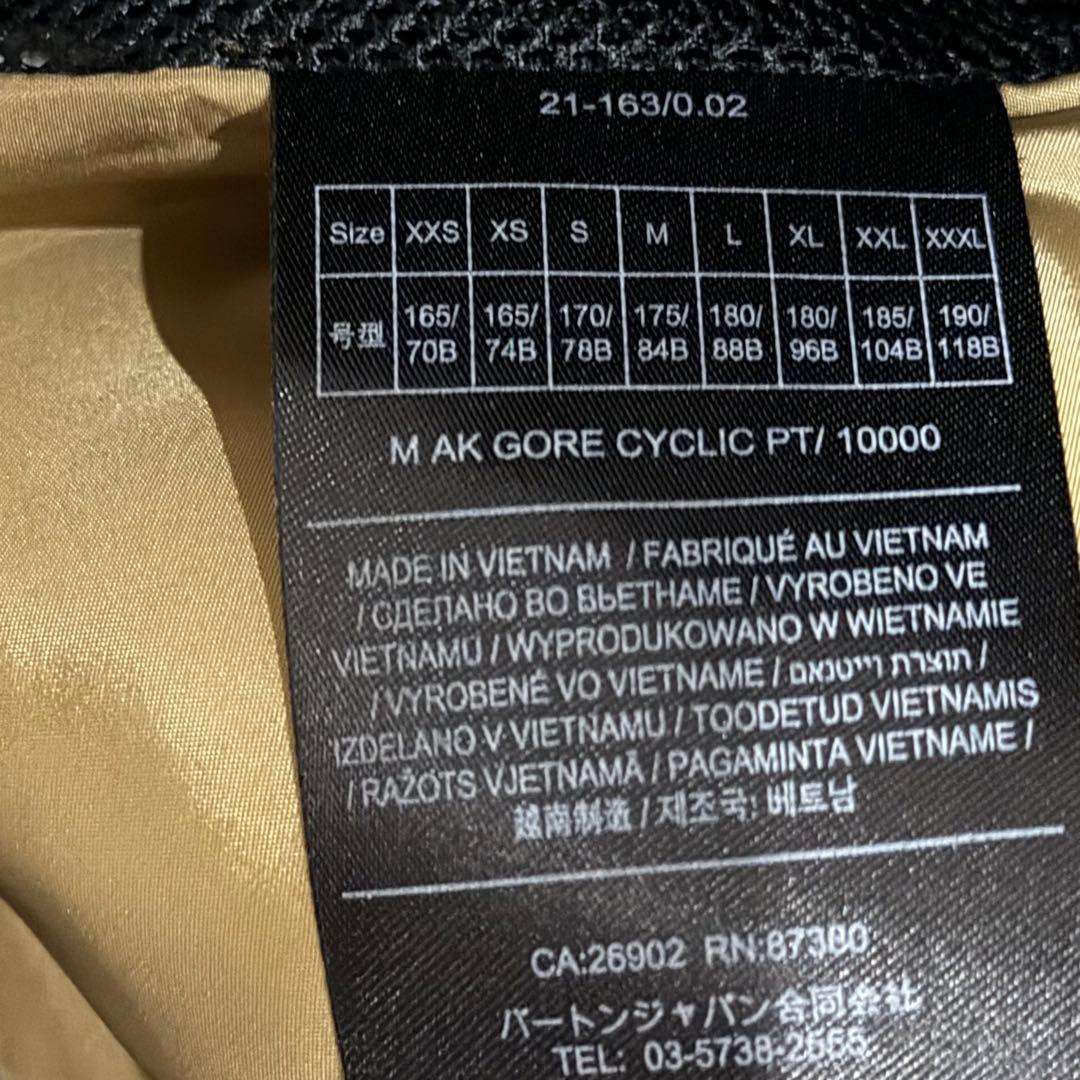 21-163/0.02
Size XXS XS S M L XL XXL XXXL
号型 165/70B 165/74B 170/78B 175/84B 180/88B 180/96B 185/104B 190/118B
M AK GORE CYCLIC PT/ 10000
MADE IN VIETNAM / FABRIQUÉ AU VIETNAM
/ СДЕЛАНО ВО ВЬЕТНАМЕ / VYROBENO VE
VIETNAMU / WYPRODUKOWANO W WIETNAMIE
/ VYROBENÉ VO VIETNAME / תוצרת וייטנאם /
IZDELANO V VIETNAMU / TOODETUD VIETNAMIS
/ RAŽOTS VJETNAMĀ / PAGAMINTA VIETNAME /
越南制造 / 제조국: 베트남
CA:26902 RN:87380
バートンジャパン合同会社
TEL: 03-5738-2555